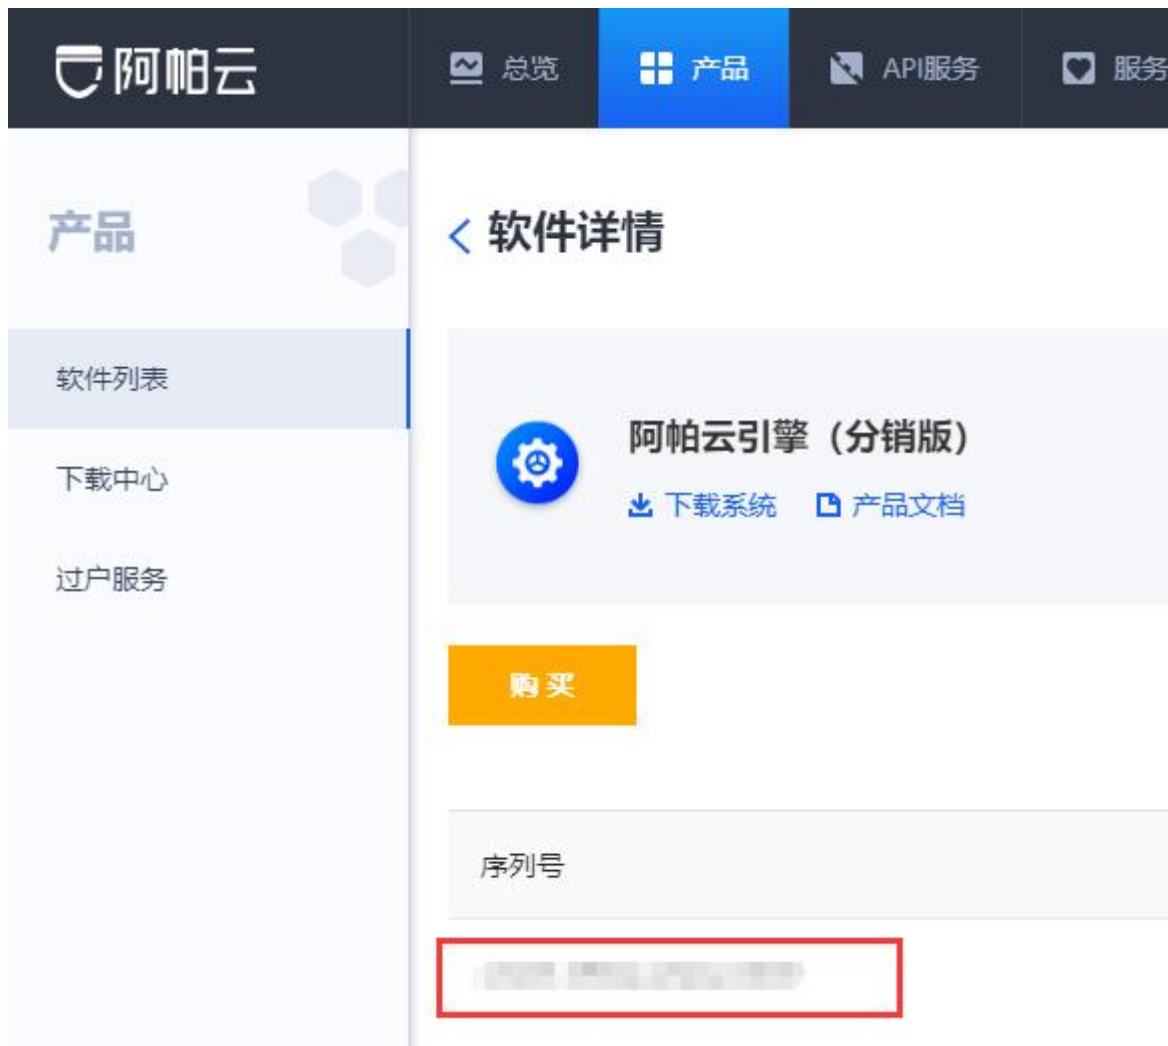 阿帕云
总览
产品
API服务
服务
产品
软件详情
软件列表
下载中心
过户服务
阿帕云引擎（分销版）
下载系统 产品文档
购买
序列号